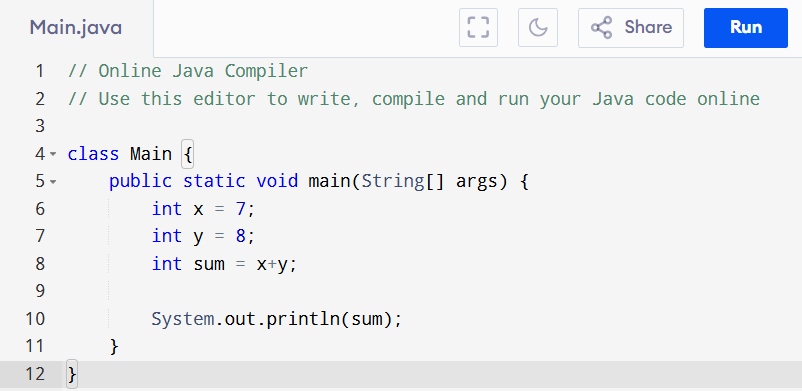 Main.java Share Run
1 // Online Java Compiler
2 // Use this editor to write, compile and run your Java code online
3
4 class Main {
5     public static void main(String[] args) {
6         int x = 7;
7         int y = 8;
8         int sum = x+y;
9
10         System.out.println(sum);
11     }
12 }